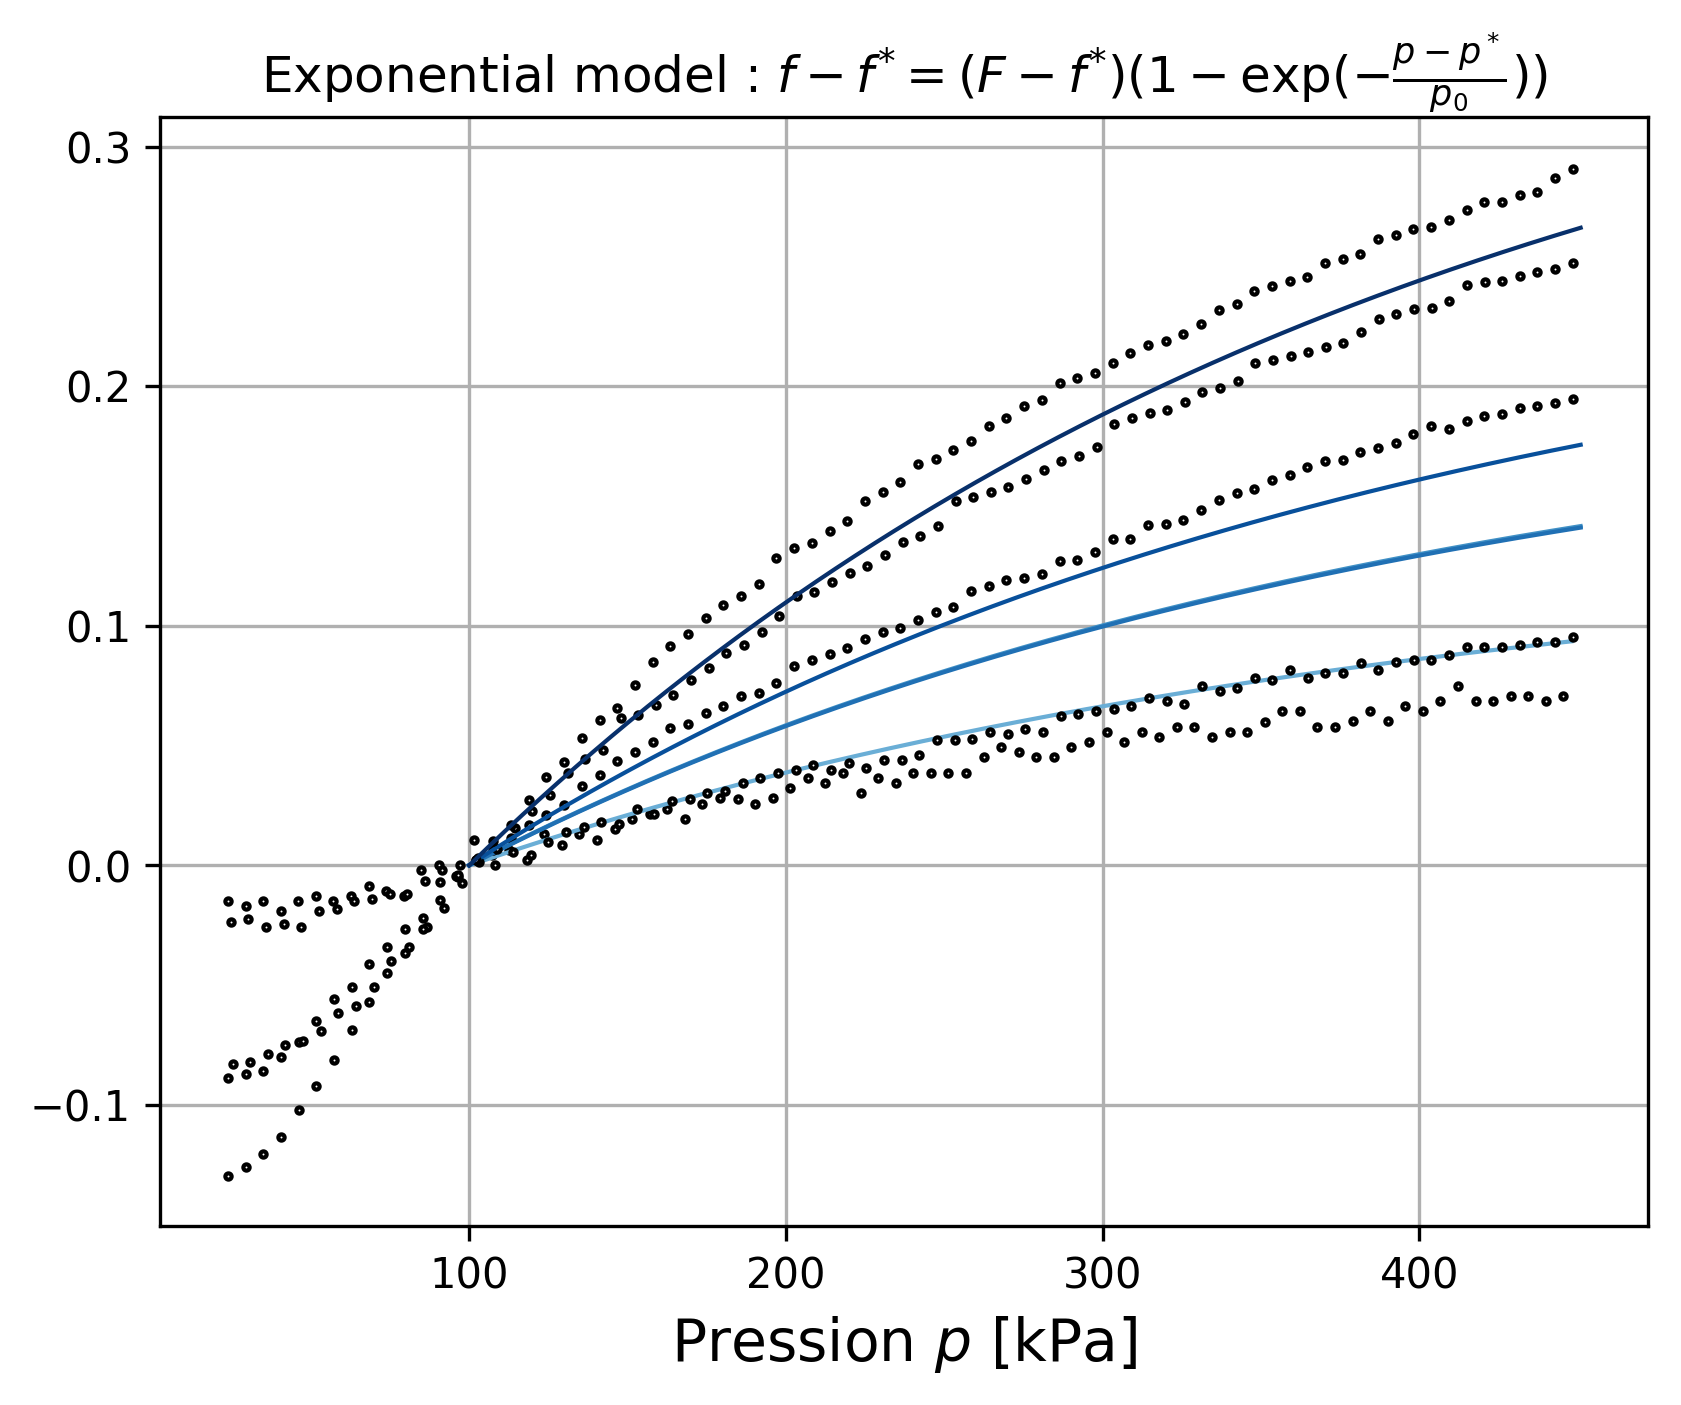 Exponential model : f − f* = (F − f*)(1 − exp(−\frac{p − p*}{p₀}))
0.3
0.2
0.1
0.0
−0.1
100 200 300 400
Pression p [kPa]